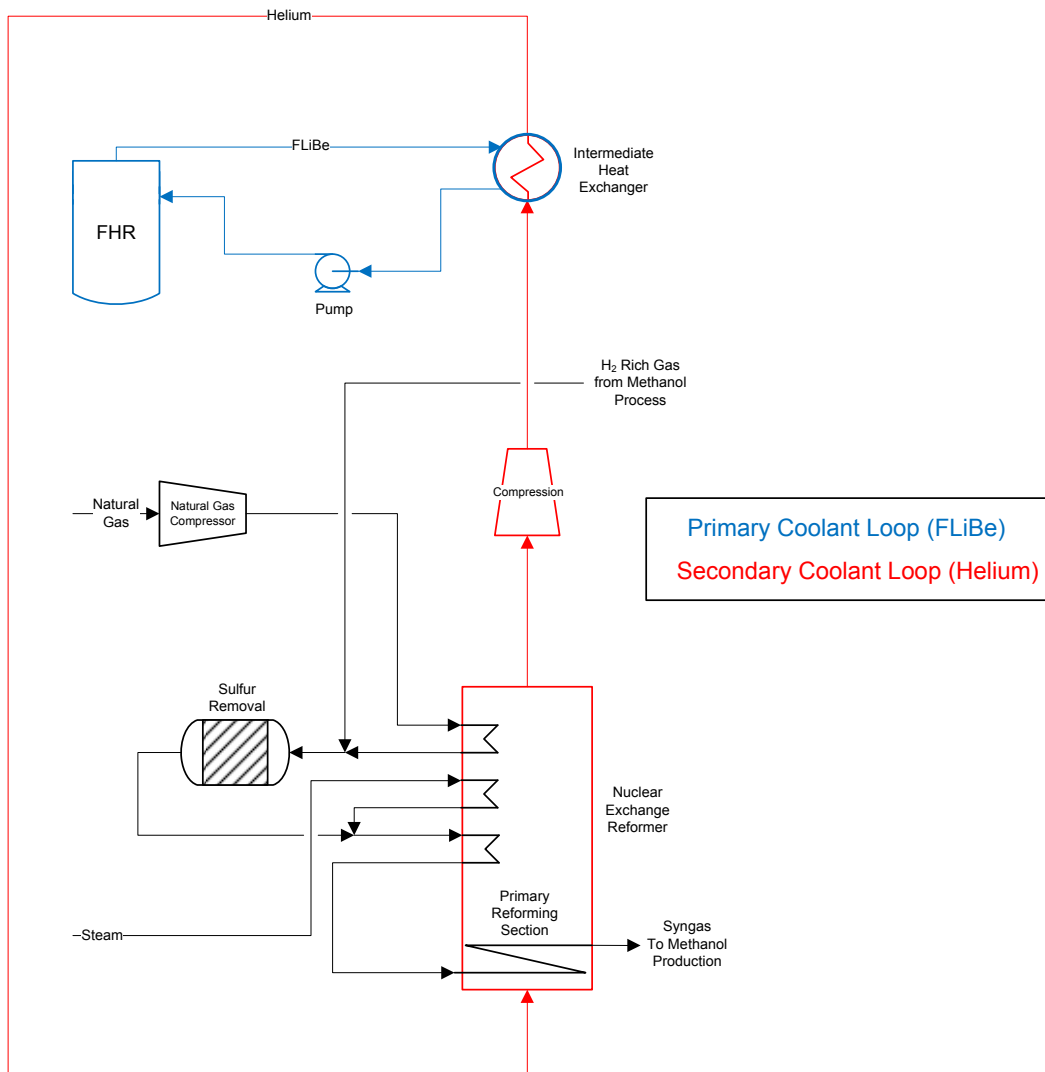 Helium
FLiBe
Intermediate
Heat
Exchanger
FHR
Pump
H₂ Rich Gas
from Methanol
Process
Natural
Gas
Natural Gas
Compressor
Compression
Primary Coolant Loop (FLiBe)
Secondary Coolant Loop (Helium)
Sulfur
Removal
Nuclear
Exchange
Reformer
Primary
Reforming
Section
Steam
Syngas
To Methanol
Production